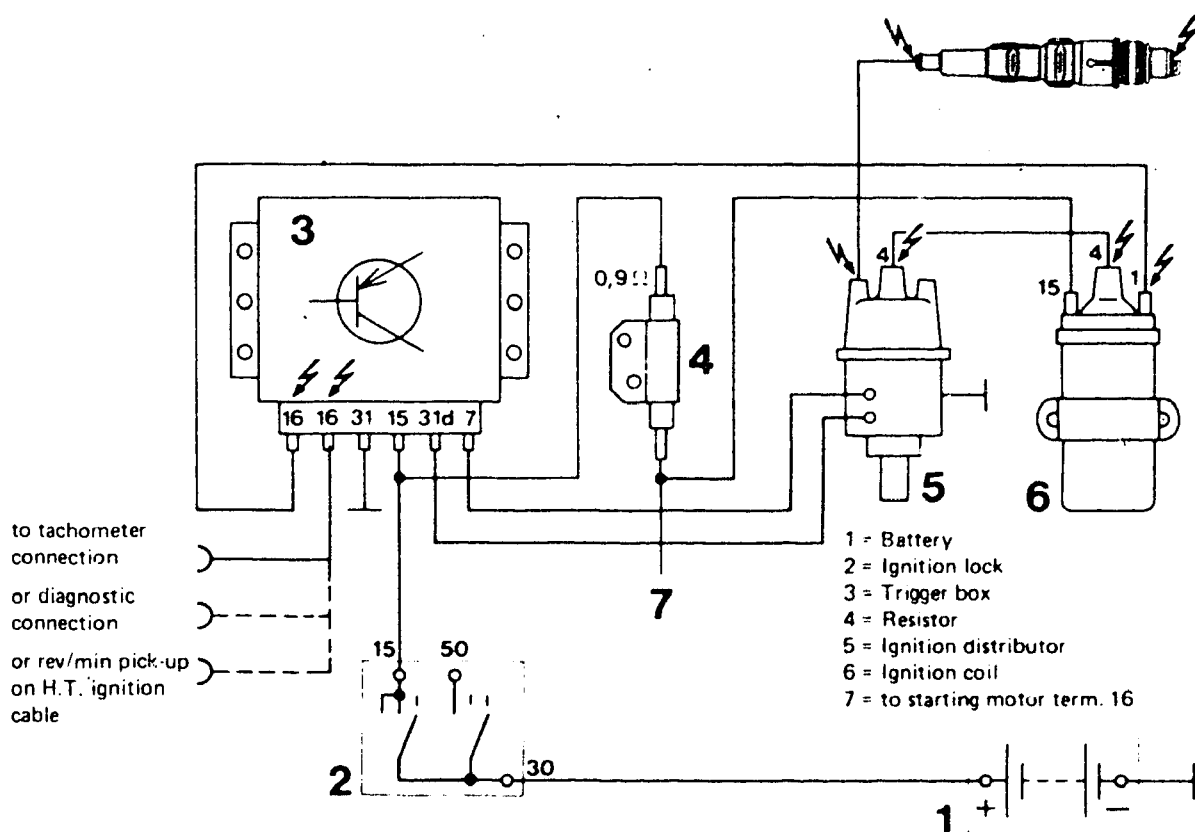 3
0,9Ω
4
4
4
15
1
16 16 31 15 31d 7
5
6
to tachometer
connection
or diagnostic
connection
or rev/min pick-up
on H.T. ignition
cable
7
1 = Battery
2 = Ignition lock
3 = Trigger box
4 = Resistor
5 = Ignition distributor
6 = Ignition coil
7 = to starting motor term. 16
15 50
2
30
1
+ −